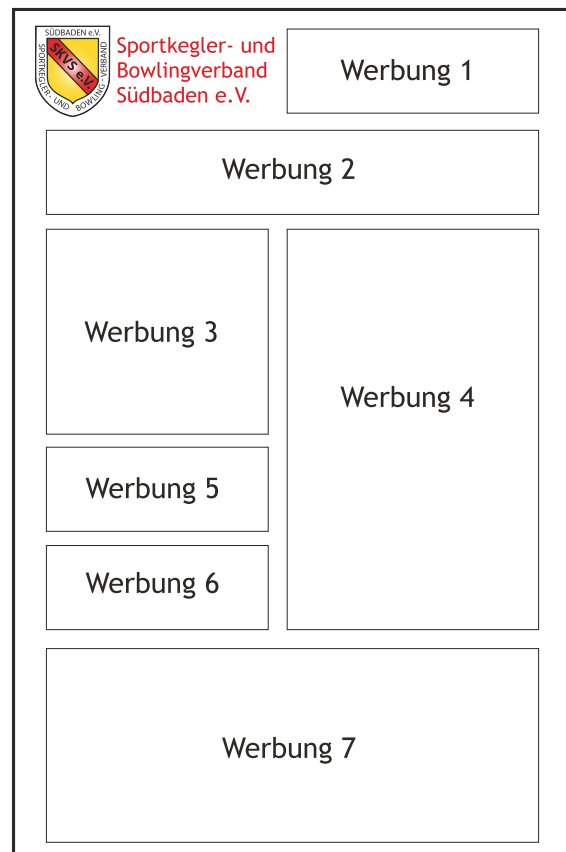 SÜDBADEN e.V.
SKVS e.V.
SPORTKEGLER- UND BOWLING - VERBAND
Sportkegler- und
Bowlingverband
Südbaden e.V.
Werbung 1
Werbung 2
Werbung 3
Werbung 4
Werbung 5
Werbung 6
Werbung 7